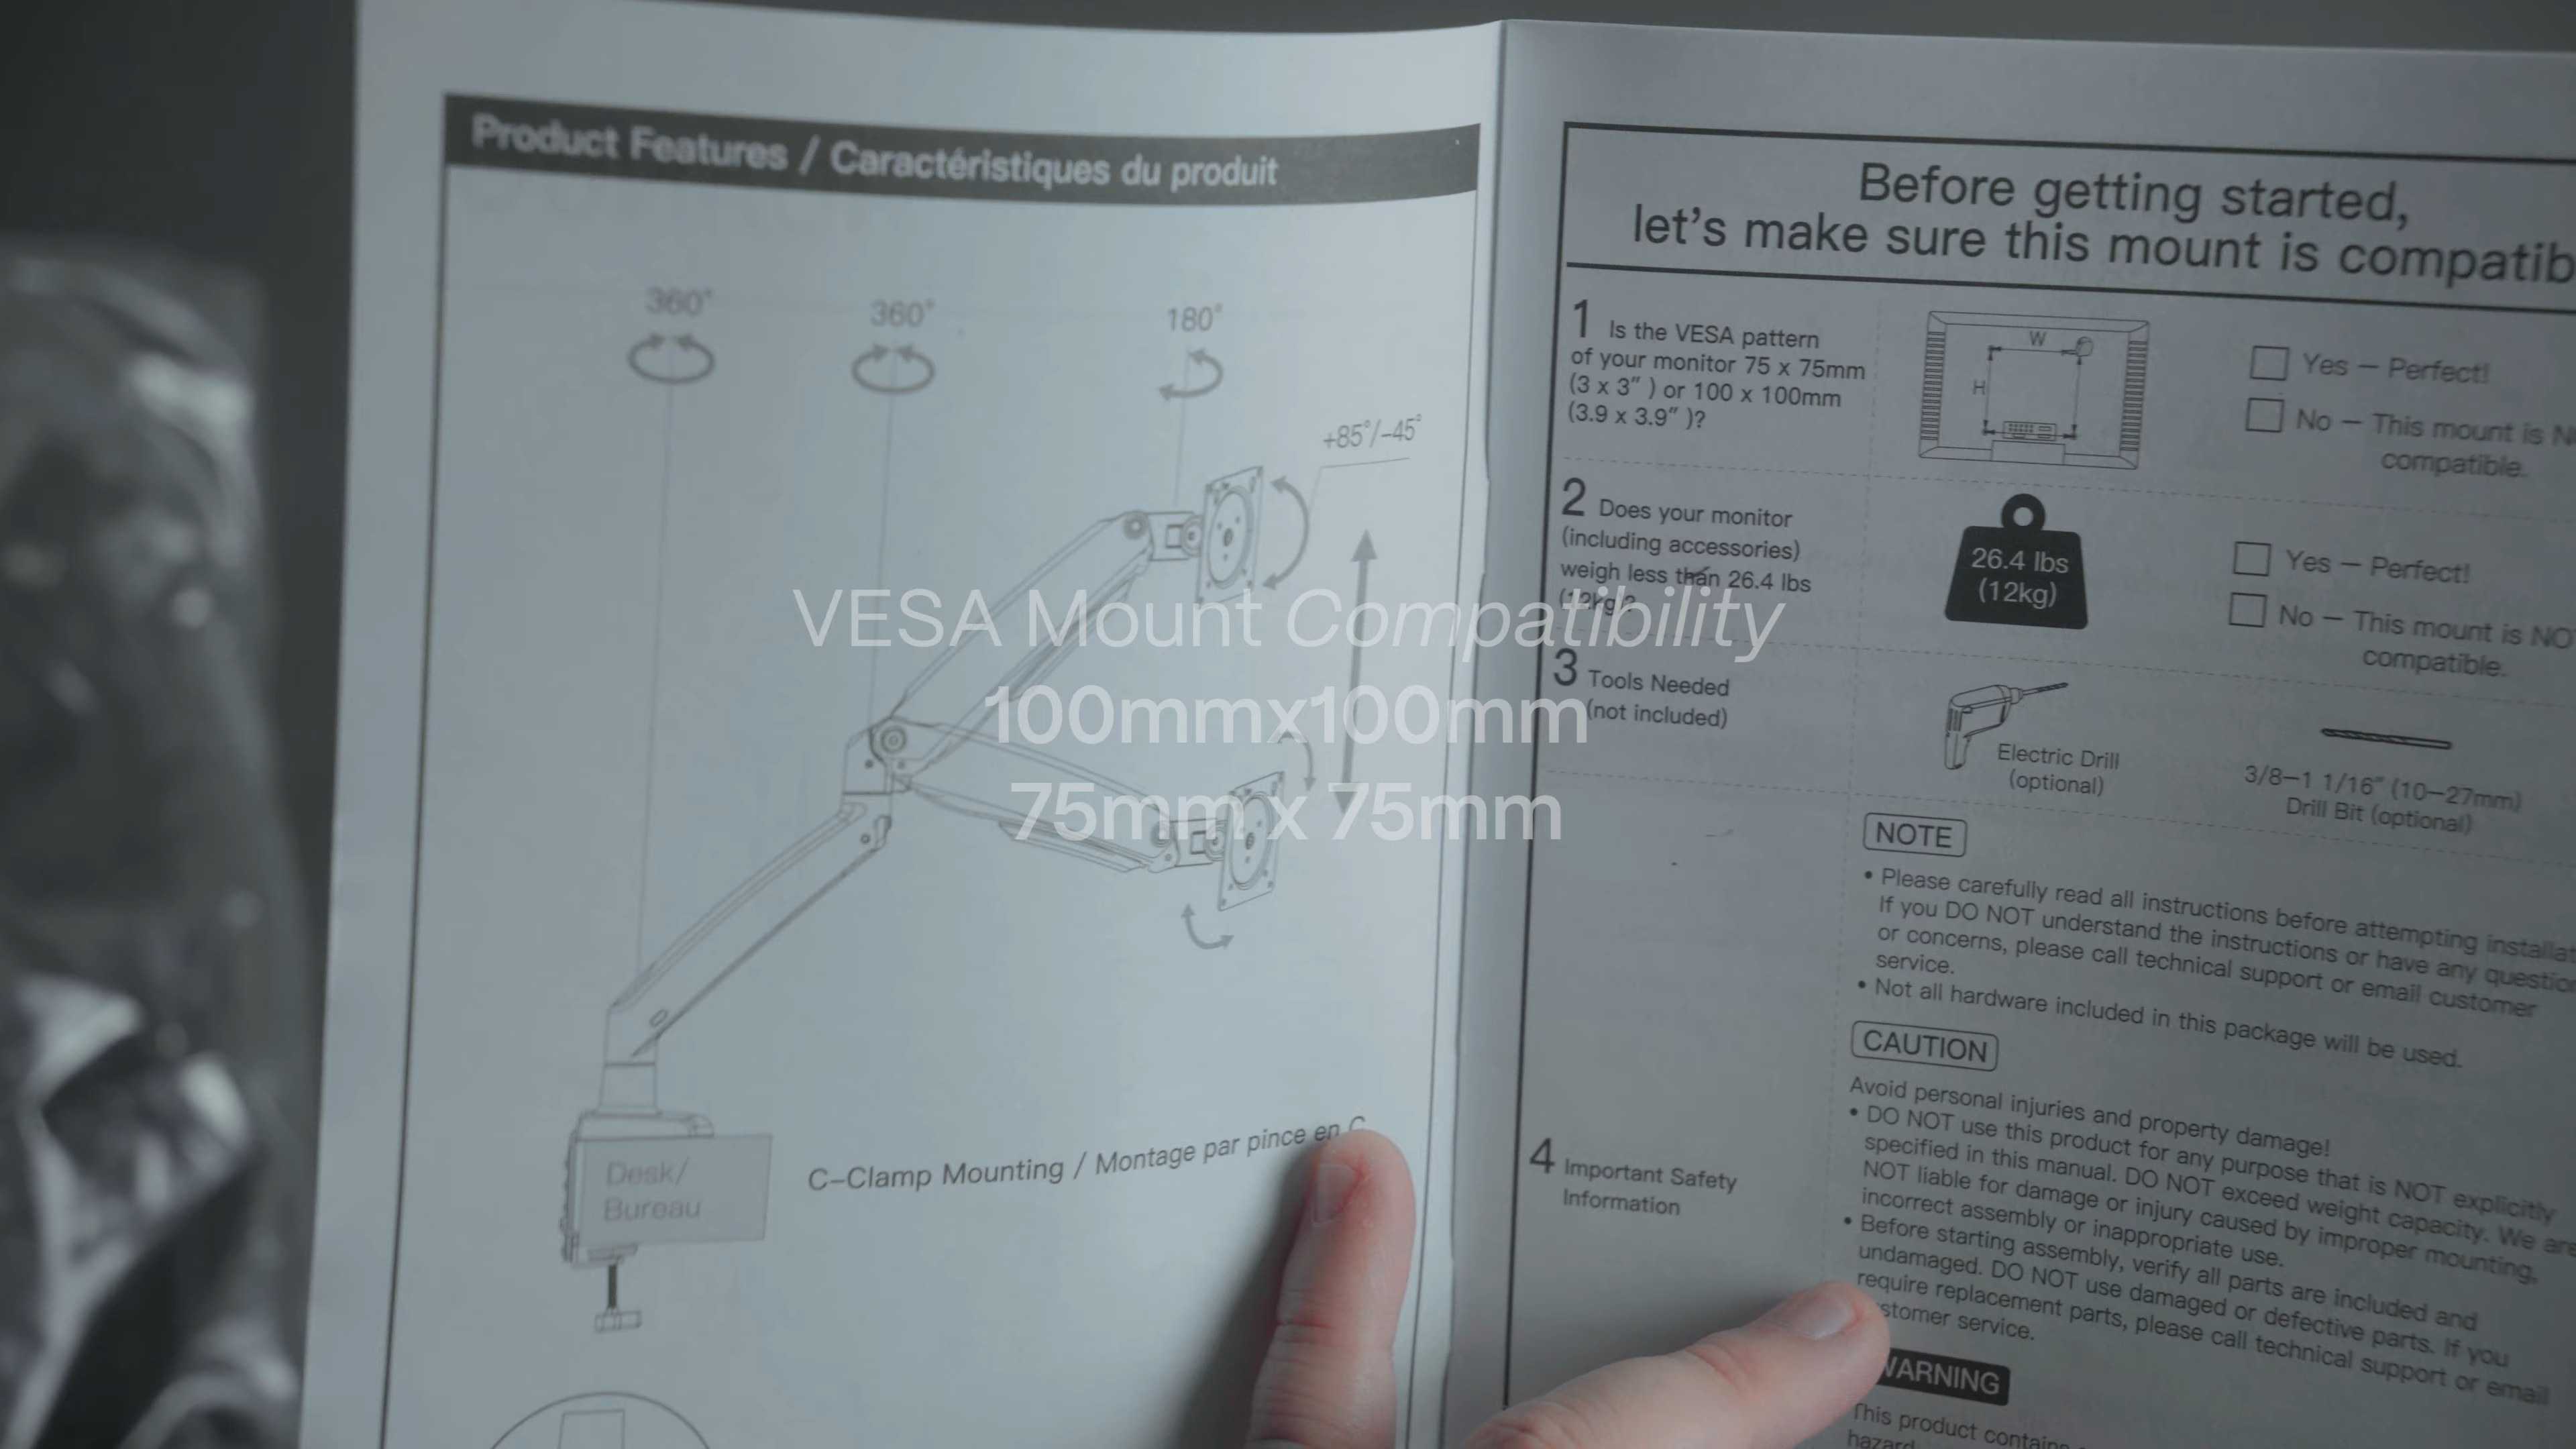 Product Features / Caractéristiques du produit
360°
360°
180°
+85°/-45°
Desk/
Bureau
C-Clamp Mounting / Montage par pince en C
VESA Mount Compatibility
100mmx100mm
75mm x 75mm
Before getting started,
let's make sure this mount is
1 Is the VESA pattern
of your monitor 75 x 75mm
(3 x 3" ) or 100 x 100mm
(3.9 x 3.9" )?
W
H
Yes — Perfect!
No — This mount is
compatible.
2 Does your monitor
(including accessories)
weigh less than 26.4 lbs
(12kg)?
26.4 lbs
(12kg)
Yes — Perfect!
No — This mount is
compatible.
3 Tools Needed
(not included)
Electric Drill
(optional)
3/8-1 1/16" (10-27mm)
Drill Bit (optional)
NOTE
• Please carefully read all instructions before attempting
If you DO NOT understand the instructions or have any
or concerns, please call technical support or email customer
service.
• Not all hardware included in this package will be used.
4 Important Safety
Information
CAUTION
Avoid personal injuries and property damage!
• DO NOT use this product for any purpose that is NOT explicitly
specified in this manual. DO NOT exceed weight capacity. We are
NOT liable for damage or injury caused by improper mounting,
incorrect assembly or inappropriate use.
• Before starting assembly, verify all parts are included and
undamaged. DO NOT use damaged or defective parts. If you
require replacement parts, please call technical support or email
service.
WARNING
This product